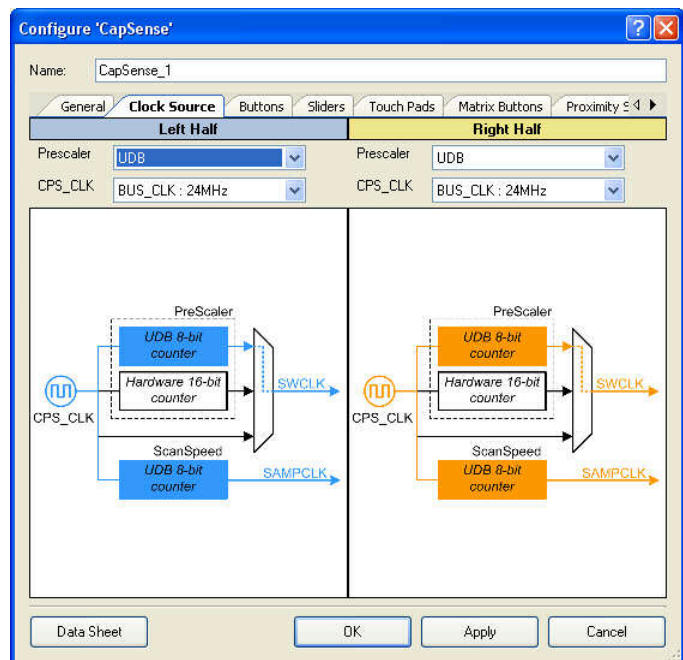 Configure 'CapSense'
Name: CapSense_1
General Clock Source Buttons Sliders Touch Pads Matrix Buttons Proximity S
Left Half Right Half
Prescaler UDB Prescaler UDB
CPS_CLK BUS_CLK : 24MHz CPS_CLK BUS_CLK : 24MHz
PreScaler
UDB 8-bit
counter
Hardware 16-bit
counter
SWCLK
CPS_CLK
ScanSpeed
UDB 8-bit
counter
SAMPCLK
PreScaler
UDB 8-bit
counter
Hardware 16-bit
counter
SWCLK
CPS_CLK
ScanSpeed
UDB 8-bit
counter
SAMPCLK
Data Sheet OK Apply Cancel